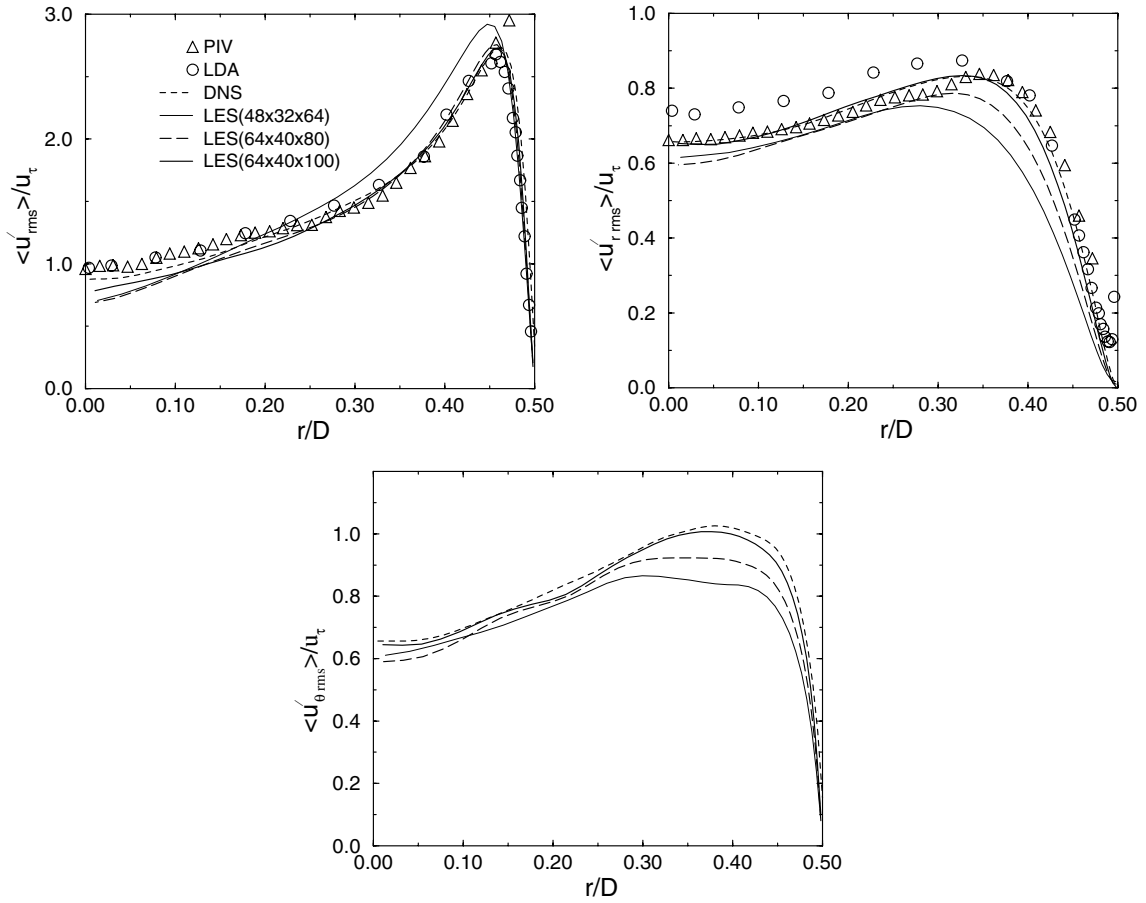 3.0
2.0
1.0
0.0
<u′rms>/uτ
△ PIV
○ LDA
DNS
LES(48x32x64)
LES(64x40x80)
LES(64x40x100)
0.00 0.10 0.20 0.30 0.40 0.50
r/D
1.0
0.8
0.6
0.4
0.2
0.0
<u′r rms>/uτ
0.00 0.10 0.20 0.30 0.40 0.50
r/D
1.0
0.8
0.6
0.4
0.2
0.0
<u′θ rms>/uτ
0.00 0.10 0.20 0.30 0.40 0.50
r/D